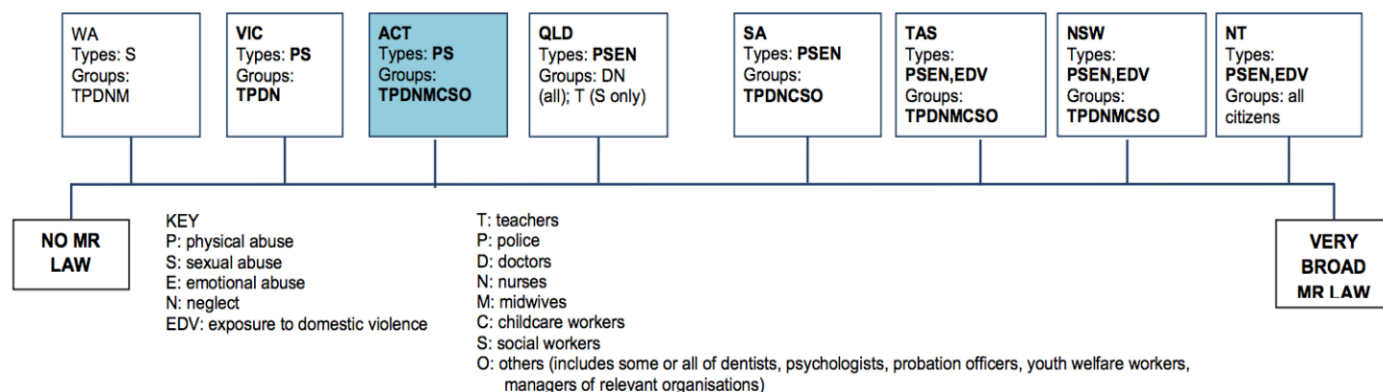 WA
Types: S
Groups:
TPDNM
VIC
Types: PS
Groups:
TPDN
ACT
Types: PS
Groups:
TPDNMCSO
QLD
Types: PSEN
Groups: DN
(all); T (S only)
SA
Types: PSEN
Groups:
TPDNCSO
TAS
Types:
PSEN,EDV
Groups:
TPDNMCSO
NSW
Types:
PSEN,EDV
Groups:
TPDNMCSO
NT
Types:
PSEN,EDV
Groups: all
citizens
NO MR
LAW
KEY
P: physical abuse
S: sexual abuse
E: emotional abuse
N: neglect
EDV: exposure to domestic violence
T: teachers
P: police
D: doctors
N: nurses
M: midwives
C: childcare workers
S: social workers
O: others (includes some or all of dentists, psychologists, probation officers, youth welfare workers,
managers of relevant organisations)
VERY
BROAD
MR LAW